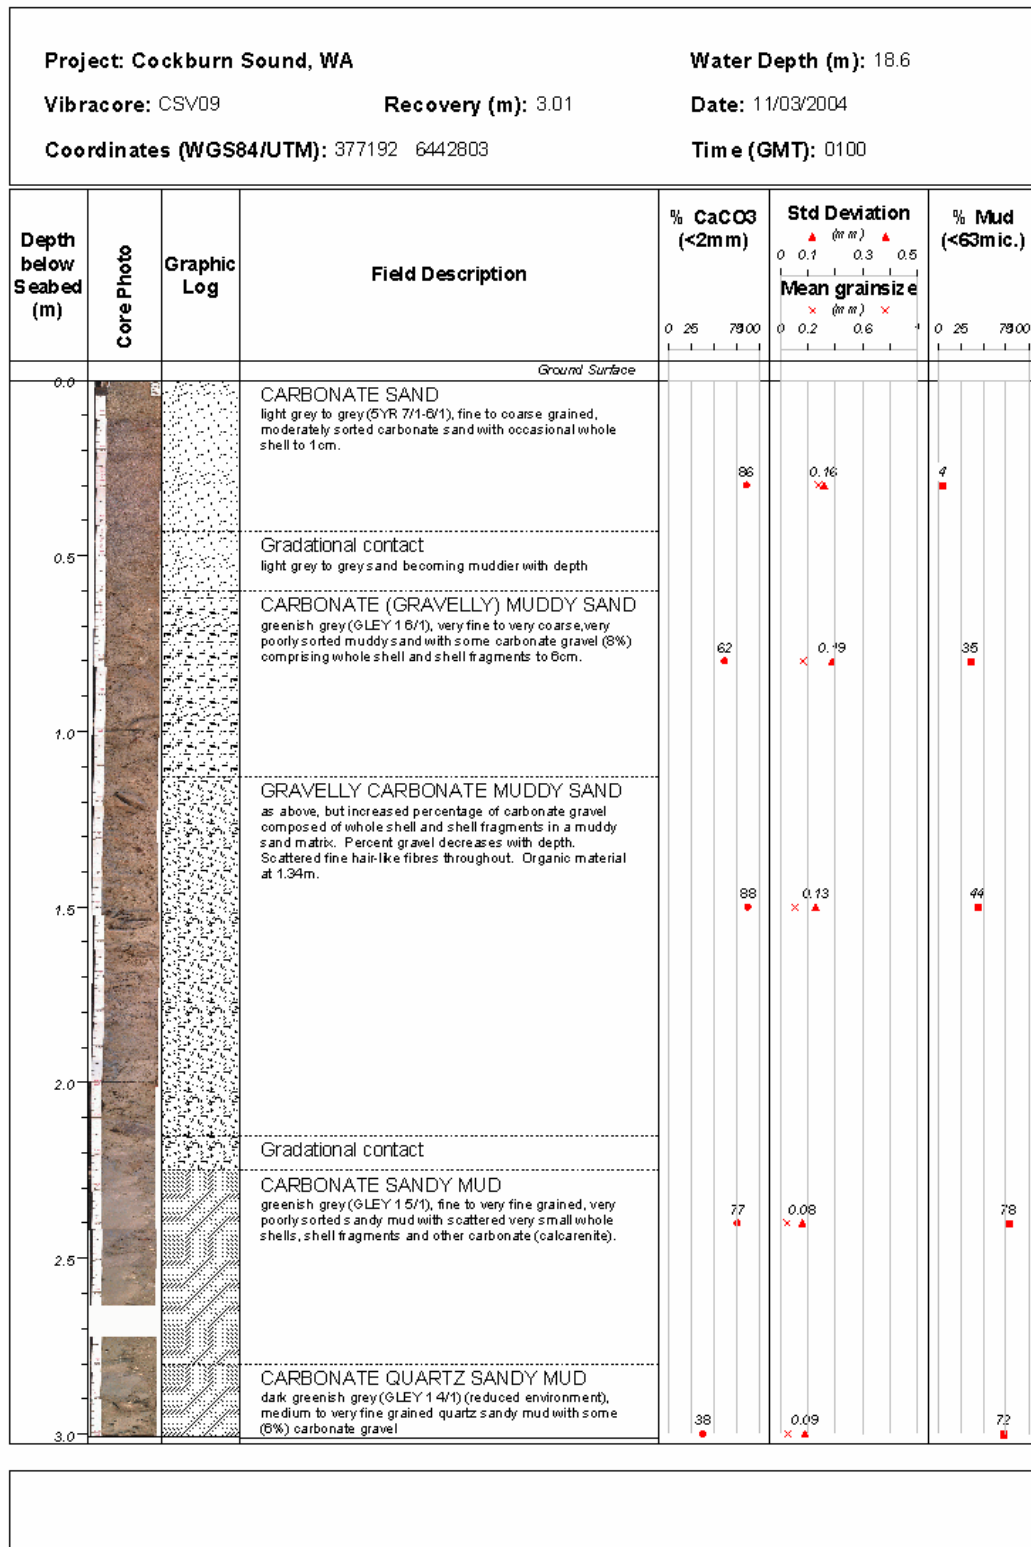 Project: Cockburn Sound, WA
Water Depth (m): 18.6
Vibracore: CSV09
Recovery (m): 3.01
Date: 11/03/2004
Coordinates (WGS84/UTM): 377192 6442803
Time (GMT): 0100
Depth below Seabed (m)
Core Photo
Graphic Log
Field Description
% CaCO3 (<2mm)
0 25 75 100
Std Deviation
(mm)
0 0.1 0.3 0.5
Mean grainsize
(mm)
0 0.2 0.6 1
% Mud (<63mic.)
0 25 75 100
Ground Surface
0.0
CARBONATE SAND
light grey to grey (5YR 7/1-6/1), fine to coarse grained,
moderately sorted carbonate sand with occasional whole
shell to 1cm.
86 0.16 4
Gradational contact
0.5
light grey to grey sand becoming muddier with depth
CARBONATE (GRAVELLY) MUDDY SAND
greenish grey (GLEY 1 6/1), very fine to very coarse,very
poorly sorted muddy sand with some carbonate gravel (8%)
comprising whole shell and shell fragments to 6cm.
62 0.19 35
1.0
GRAVELLY CARBONATE MUDDY SAND
as above, but increased percentage of carbonate gravel
composed of whole shell and shell fragments in a muddy
sand matrix. Percent gravel decreases with depth.
Scattered fine hair-like fibres throughout. Organic material
at 1.34m.
88 0.13 44
1.5
2.0
Gradational contact
CARBONATE SANDY MUD
greenish grey (GLEY 1 5/1), fine to very fine grained, very
poorly sorted sandy mud with scattered very small whole
shells, shell fragments and other carbonate (calcarenite).
77 0.08 78
2.5
CARBONATE QUARTZ SANDY MUD
dark greenish grey (GLEY 1 4/1) (reduced environment),
medium to very fine grained quartz sandy mud with some
(6%) carbonate gravel
38 0.09 72
3.0